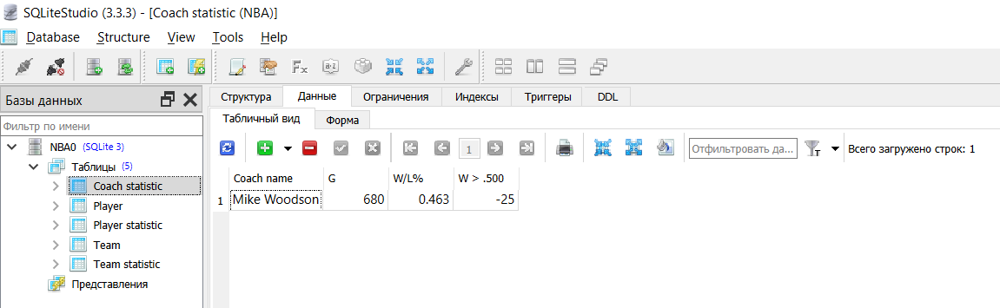 SQLiteStudio (3.3.3) - [Coach statistic (NBA)]
Database Structure View Tools Help
Базы данных
Фильтр по имени
NBA0 (SQLite 3)
Таблицы (5)
Coach statistic
Player
Player statistic
Team
Team statistic
Представления
Структура Данные Ограничения Индексы Триггеры DDL
Табличный вид Форма
1 Отфильтровать да... Всего загружено строк: 1
Coach name G W/L% W > .500
1 Mike Woodson 680 0.463 -25